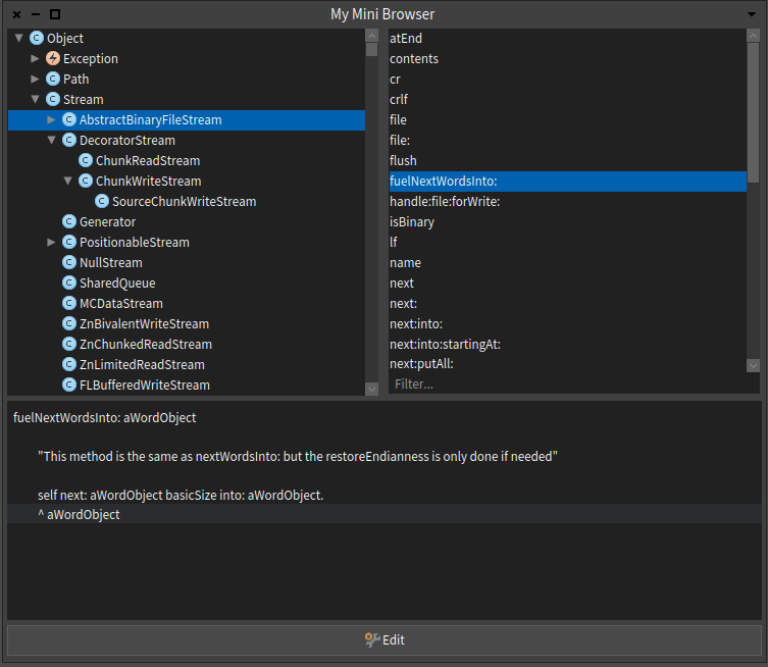 My Mini Browser
Object
Exception
Path
Stream
AbstractBinaryFileStream
DecoratorStream
ChunkReadStream
ChunkWriteStream
SourceChunkWriteStream
Generator
PositionableStream
NullStream
SharedQueue
MCDataStream
ZnBivalentWriteStream
ZnChunkedReadStream
ZnLimitedReadStream
FLBufferedWriteStream
atEnd
contents
cr
crlf
file
file:
flush
fuelNextWordsInto:
handle:file:forWrite:
isBinary
lf
name
next
next:
next:into:
next:into:startingAt:
next:putAll:
Filter...
fuelNextWordsInto: aWordObject
"This method is the same as nextWordsInto: but the restoreEndianness is only done if needed"
self next: aWordObject basicSize into: aWordObject.
^ aWordObject
Edit